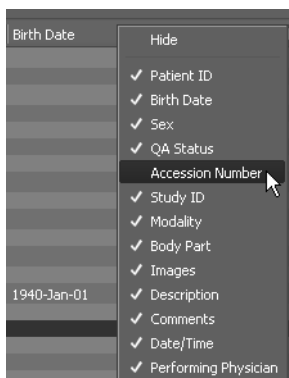 Birth Date
Hide
✓ Patient ID
✓ Birth Date
✓ Sex
✓ QA Status
Accession Number
✓ Study ID
✓ Modality
✓ Body Part
✓ Images
1940-Jan-01
✓ Description
✓ Comments
✓ Date/Time
✓ Performing Physician